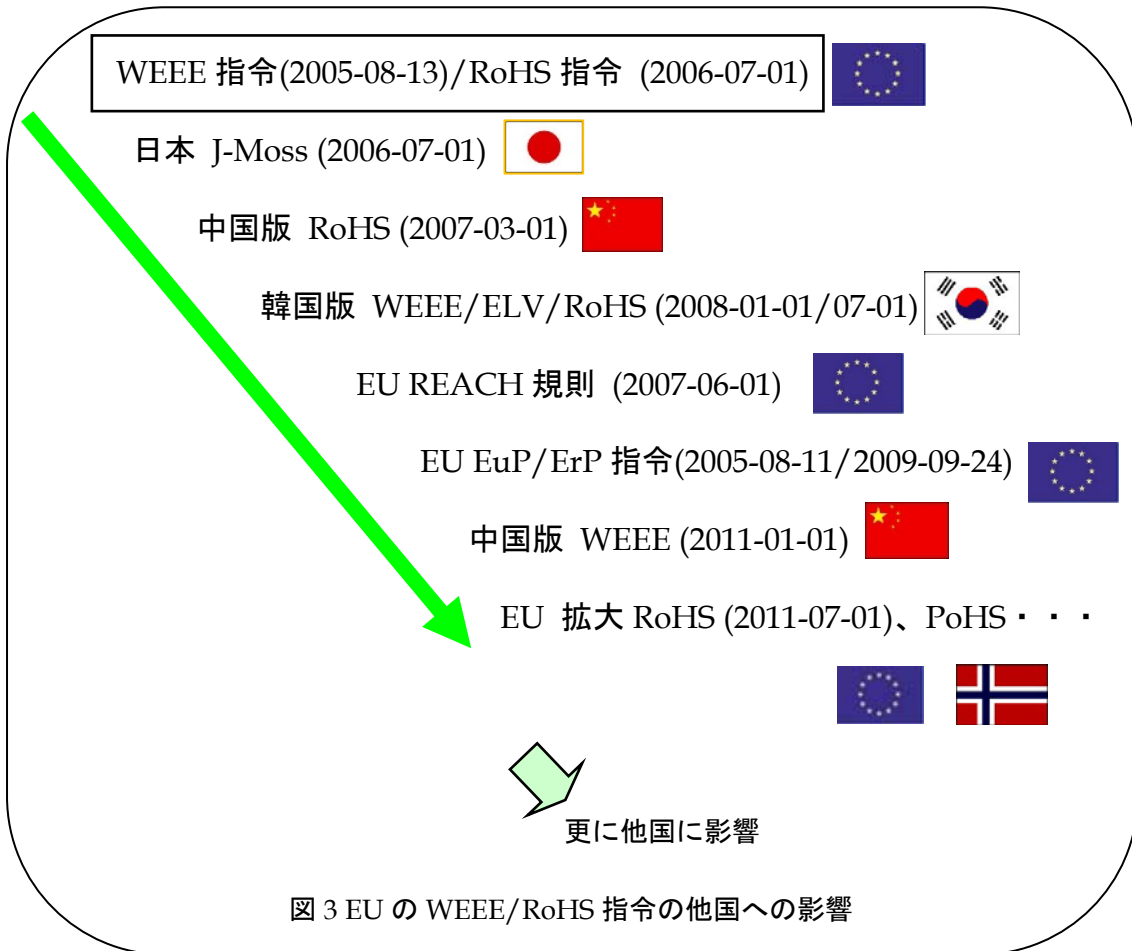 WEEE 指令(2005-08-13)/RoHS 指令 (2006-07-01)
日本 J-Moss (2006-07-01)
中国版 RoHS (2007-03-01)
韓国版 WEEE/ELV/RoHS (2008-01-01/07-01)
EU REACH 規則 (2007-06-01)
EU EuP/ErP 指令(2005-08-11/2009-09-24)
中国版 WEEE (2011-01-01)
EU 拡大 RoHS (2011-07-01)、PoHS・・・
更に他国に影響
図 3 EU の WEEE/RoHS 指令の他国への影響